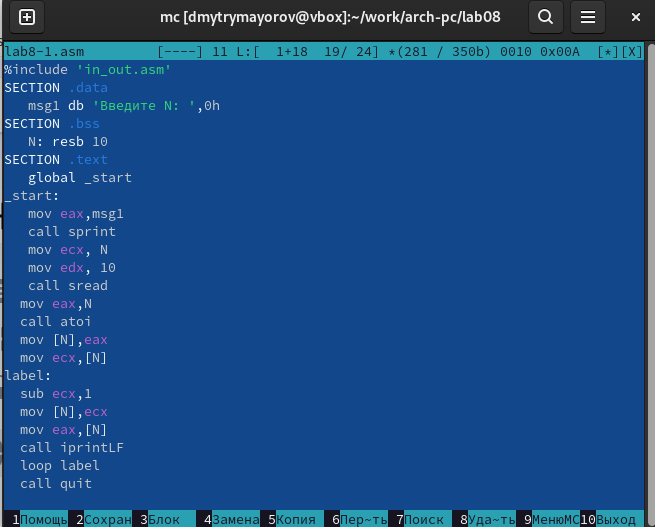 mc [dmytrymayorov@vbox]:~/work/arch-pc/lab08
lab8-1.asm [----] 11 L:[ 1+18 19/ 24] *(281 / 350b) 0010 0x00A [*][X]
%include 'in_out.asm'
SECTION .data
msg1 db 'Введите N: ',0h
SECTION .bss
N: resb 10
SECTION .text
global _start
_start:
mov eax,msg1
call sprint
mov ecx, N
mov edx, 10
call sread
mov eax,N
call atoi
mov [N],eax
mov ecx,[N]
label:
sub ecx,1
mov [N],ecx
mov eax,[N]
call iprintLF
loop label
call quit
1Помощь 2Сохран 3Блок 4Замена 5Копия 6Пер~ть 7Поиск 8Уда~ть 9МенюMC 10Выход